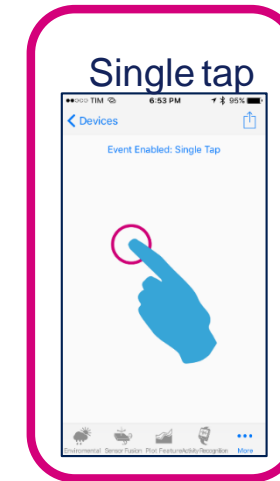 Single tap
TIM 6:53 PM 95%
Devices
Event Enabled: Single Tap
Environmental Sensor Fusion Plot Feature Activity Recognition More